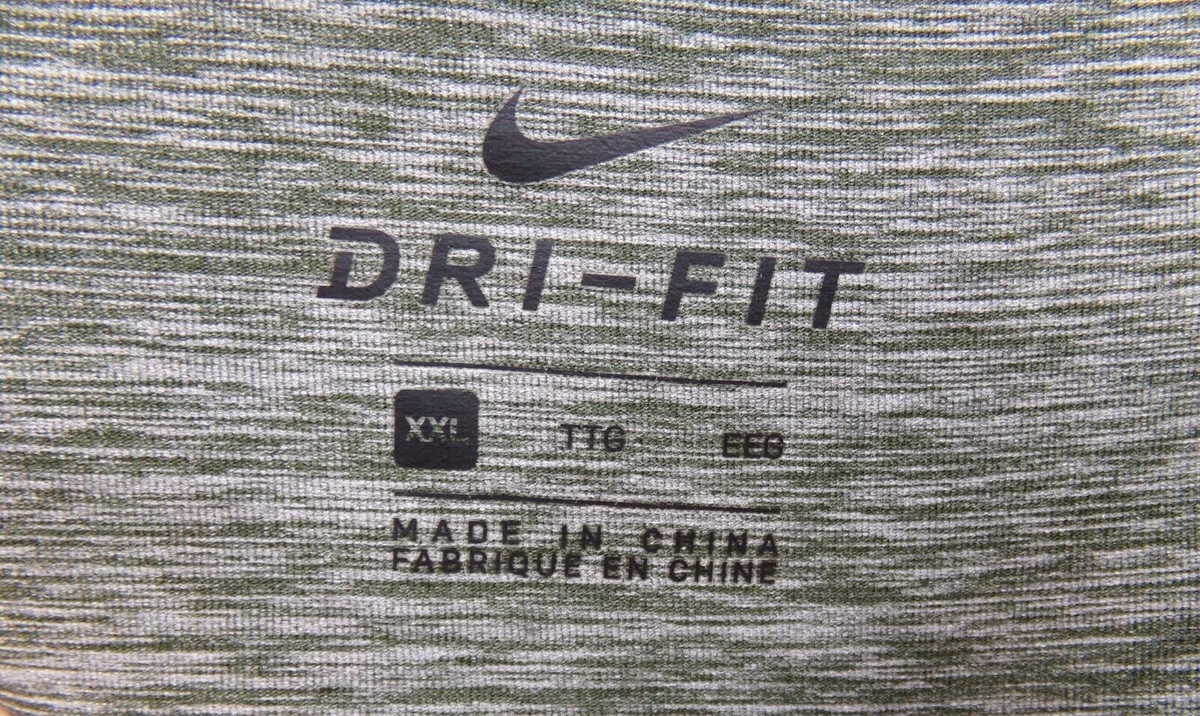 DRI-FIT
XXL TTG EEG
MADE IN CHINA
FABRIQUE EN CHINE